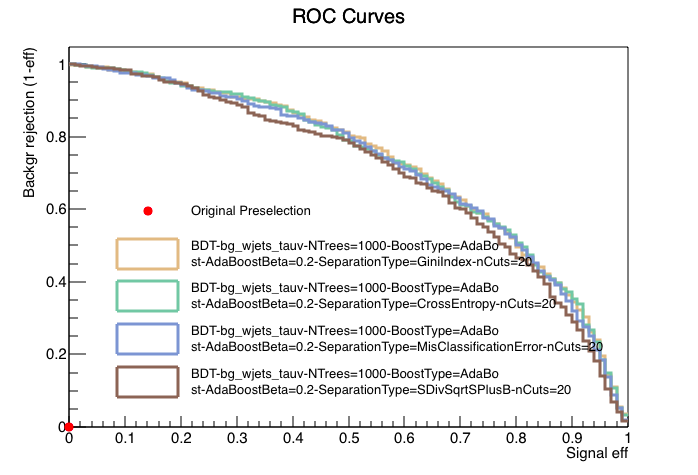 ROC Curves
Backgr rejection (1-eff)
1
0.8
0.6
0.4
0.2
0
Original Preselection
BDT-bg_wjets_tauv-NTrees=1000-BoostType=AdaBo
st-AdaBoostBeta=0.2-SeparationType=GiniIndex-nCuts=20
BDT-bg_wjets_tauv-NTrees=1000-BoostType=AdaBo
st-AdaBoostBeta=0.2-SeparationType=CrossEntropy-nCuts=20
BDT-bg_wjets_tauv-NTrees=1000-BoostType=AdaBo
st-AdaBoostBeta=0.2-SeparationType=MisClassificationError-nCuts=20
BDT-bg_wjets_tauv-NTrees=1000-BoostType=AdaBo
st-AdaBoostBeta=0.2-SeparationType=SDivSqrtSPlusB-nCuts=20
0 0.1 0.2 0.3 0.4 0.5 0.6 0.7 0.8 0.9 1
Signal eff